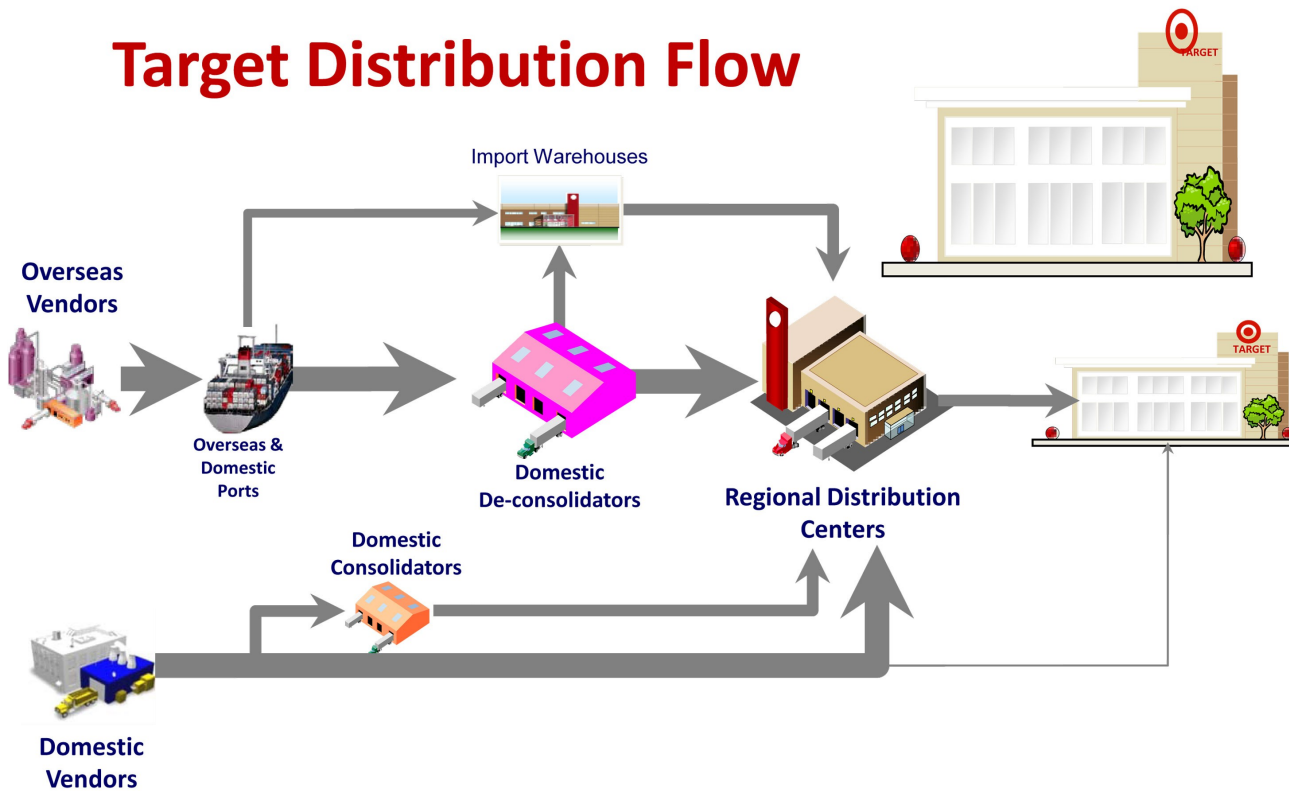 Target Distribution Flow
TARGET
Import Warehouses
Overseas
Vendors
TARGET
Overseas &
Domestic
Ports
Domestic
De-consolidators
Regional Distribution
Centers
Domestic
Consolidators
Domestic
Vendors